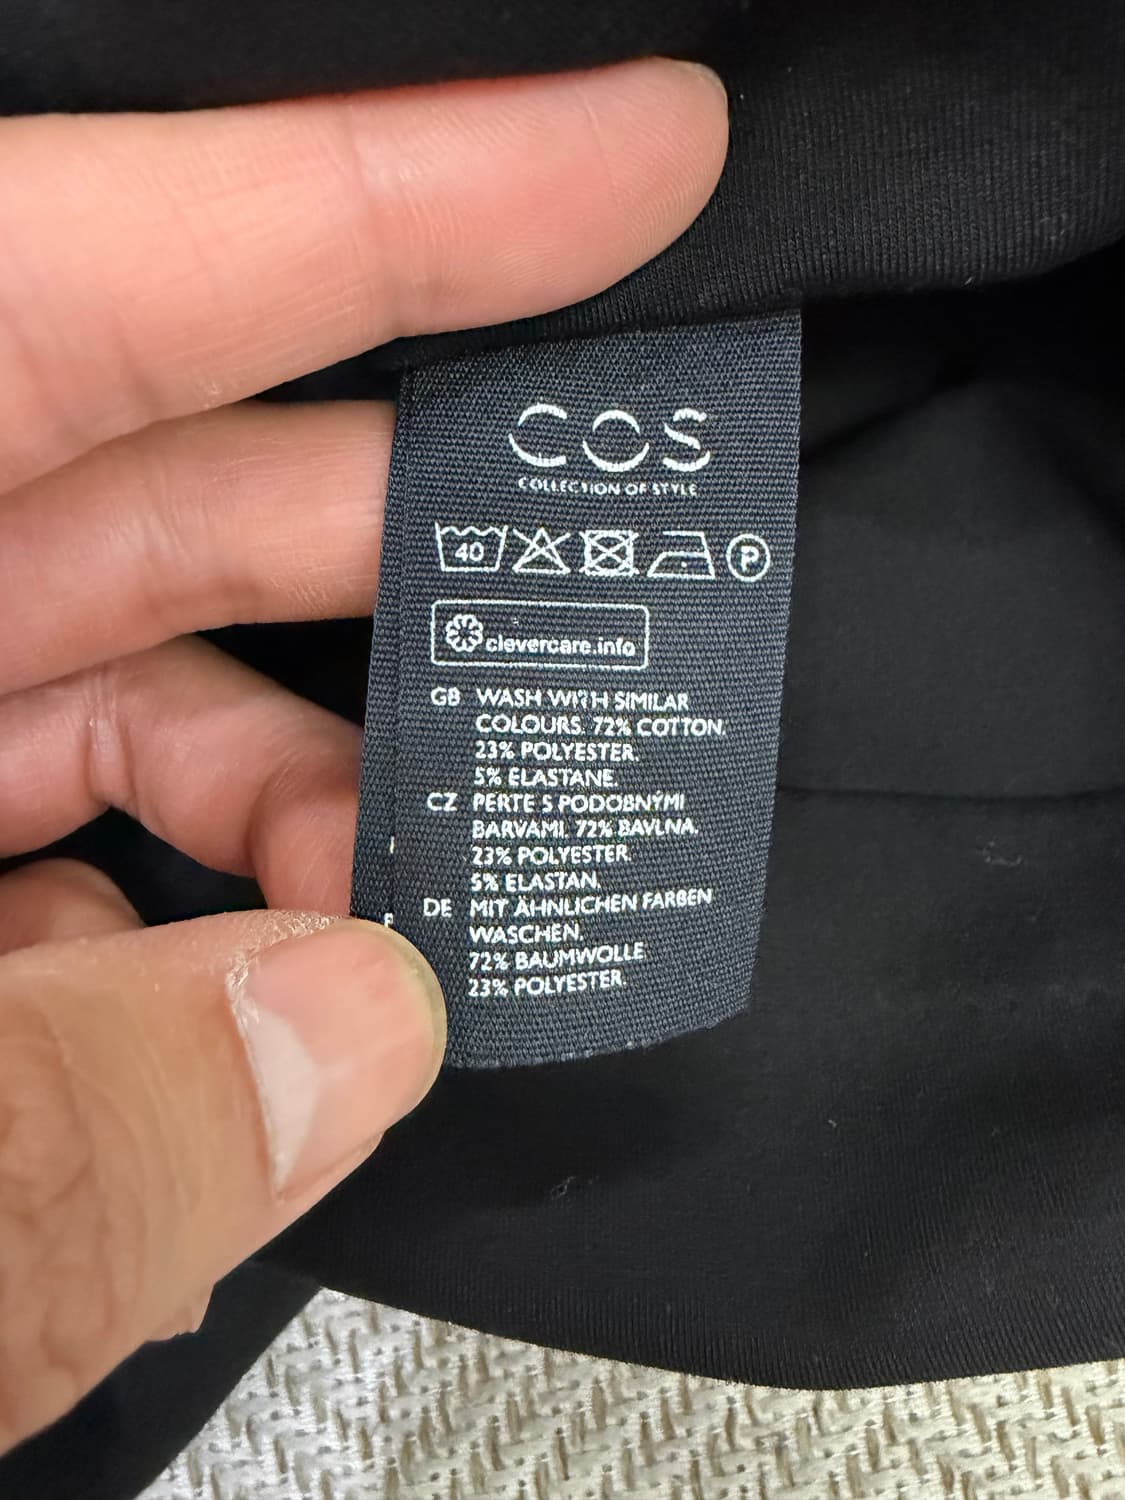 COS
COLLECTION OF STYLE
40
P
clevercare.info
GB WASH WITH SIMILAR
COLOURS. 72% COTTON.
23% POLYESTER.
5% ELASTANE.
CZ PERTE S PODOBNÝMI
BARVAMI. 72% BAVLNA.
23% POLYESTER.
5% ELASTAN.
DE MIT ÄHNLICHEN FARBEN
WASCHEN.
72% BAUMWOLLE.
23% POLYESTER.